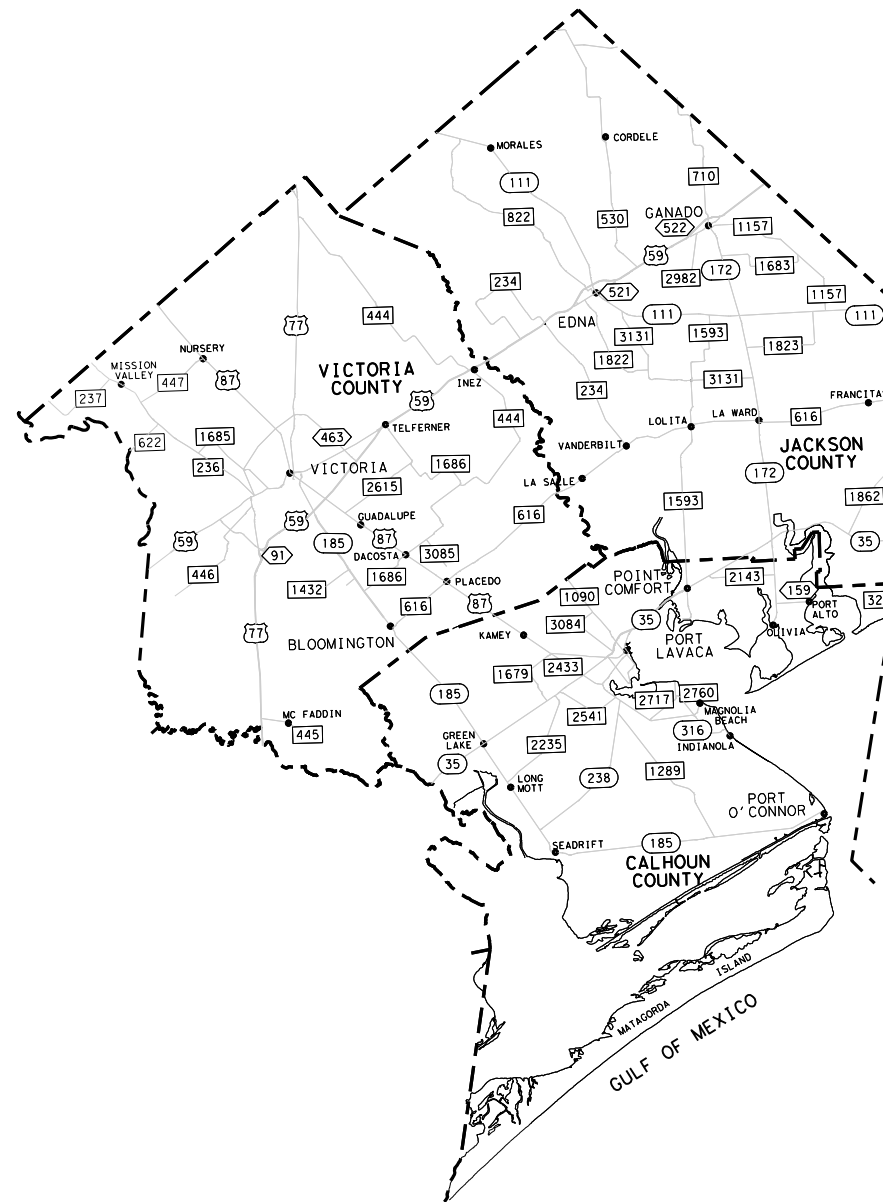 MORALES
CORDELE
111
710
822
530
GANADO
522
1157
59
234
2982
172
1683
521
1157
77
444
EDNA
111
111
3131
1593
NURSERY
MISSION
VALLEY
VICTORIA
COUNTY
1822
1823
INEZ
447
87
3131
237
59
234
FRANCITA
444
LOLITA
LA WARD
616
463
TELFERNER
622
1685
VANDERBILT
JACKSON
COUNTY
236
VICTORIA
1686
LA SALLE
172
2615
1593
1862
GUADALUPE
616
59
59
87
35
185
91
DACOSTA
3085
446
1686
POINT
COMFORT
2143
1432
PLACEDO
159
1090
PORT
ALTO
32
616
87
3084
35
77
BLOOMINGTON
KAMEY
PORT
LAVACA
OLIVIA
1679
2433
185
2717
2760
MC FADDIN
445
2541
MAGNOLIA
BEACH
316
INDIANOLA
GREEN
LAKE
2235
35
LONG
MOTT
238
1289
PORT
O'CONNOR
SEADRIFT
185
CALHOUN
COUNTY
MATAGORDA
ISLAND
GULF OF MEXICO